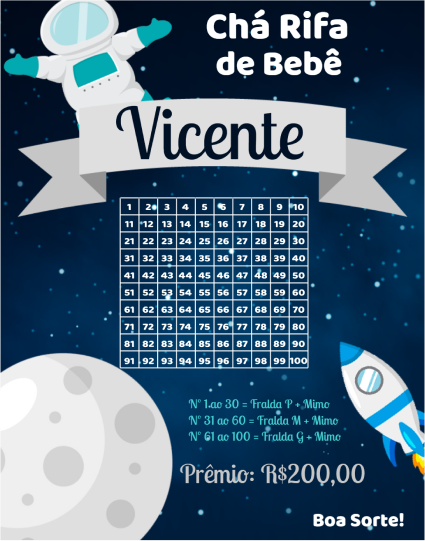 Chá Rifa
de Bebê
Vicente
1 2 3 4 5 6 7 8 9 10
11 12 13 14 15 16 17 18 19 20
21 22 23 24 25 26 27 28 29 30
31 32 33 34 35 36 37 38 39 40
41 42 43 44 45 46 47 48 49 50
51 52 53 54 55 56 57 58 59 60
61 62 63 64 65 66 67 68 69 70
71 72 73 74 75 76 77 78 79 80
81 82 83 84 85 86 87 88 89 90
91 92 93 94 95 96 97 98 99 100
N° 1 ao 30 = Fralda P + Mimo
N° 31 ao 60 = Fralda M + Mimo
N° 61 ao 100 = Fralda G + Mimo
Prêmio: R$200,00
Boa Sorte!